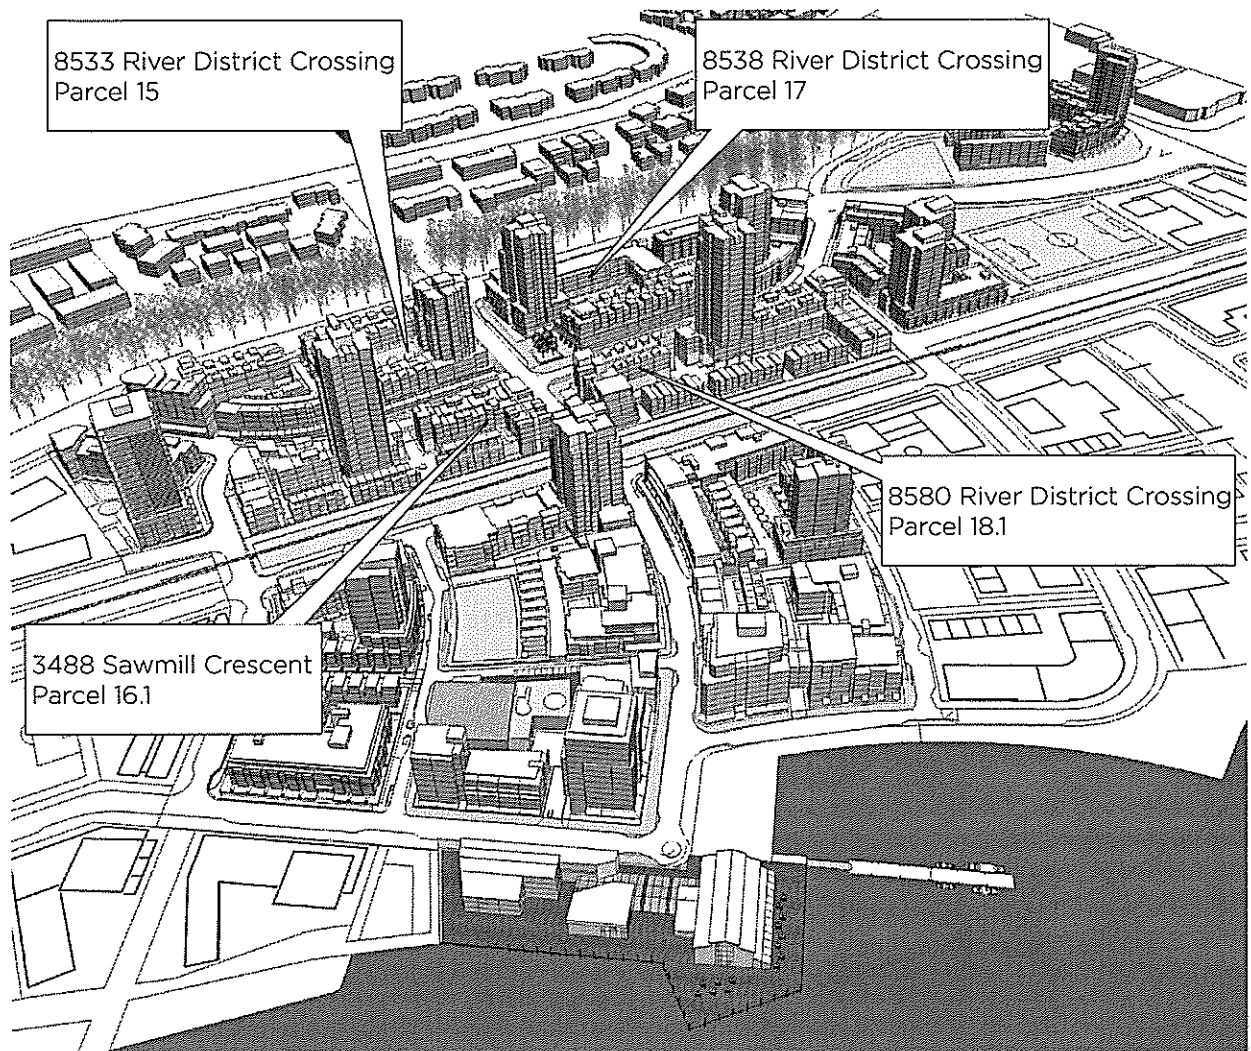 8533 River District Crossing
Parcel 15
8538 River District Crossing
Parcel 17
8580 River District Crossing
Parcel 18.1
3488 Sawmill Crescent
Parcel 16.1